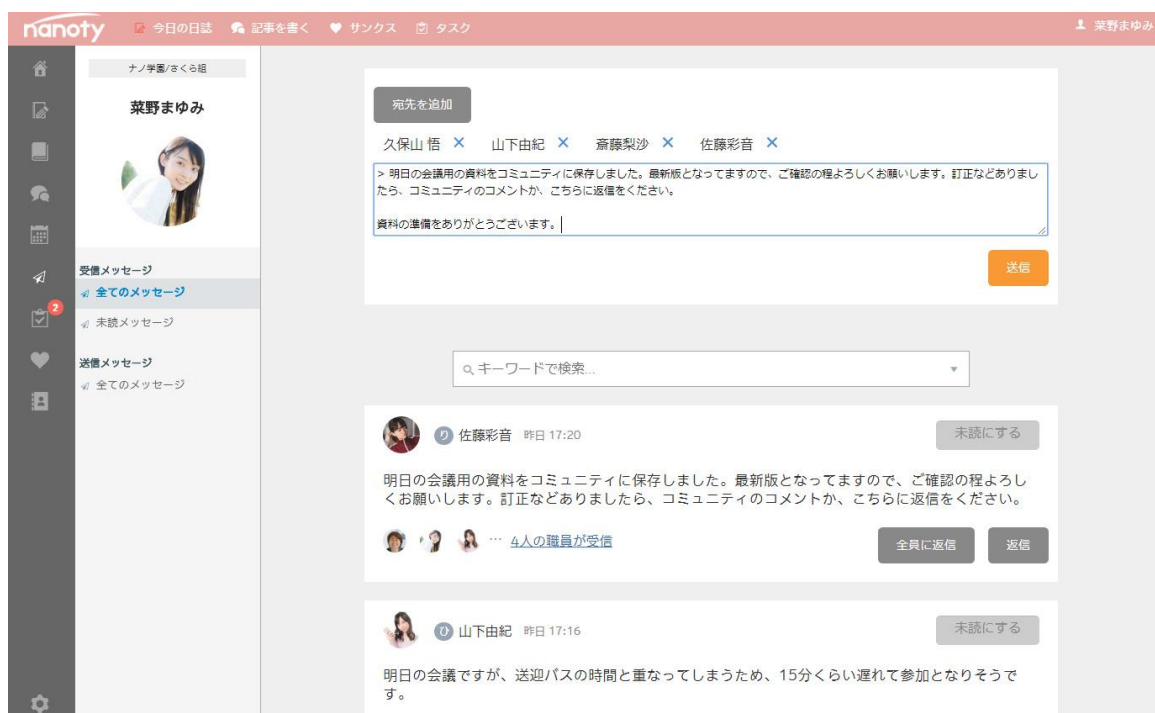 nanoty
今日の日誌 記事を書く サンクス タスク
菜野まゆみ
ナノ学園/さくら組
菜野まゆみ
2
受信メッセージ
全てのメッセージ
未読メッセージ
送信メッセージ
全てのメッセージ
宛先を追加
久保山 悟 山下由紀 斎藤梨沙 佐藤彩音
> 明日の会議用の資料をコミュニティに保存しました。最新版となってますので、ご確認の程よろしくお願いします。訂正などありまし
たら、コミュニティのコメントか、こちらに返信をください。
資料の準備をありがとうございます。
送信
キーワードで検索...
り 佐藤彩音 昨日 17:20
未読にする
明日の会議用の資料をコミュニティに保存しました。最新版となってますので、ご確認の程よろし
くお願いします。訂正などありましたら、コミュニティのコメントか、こちらに返信をください。
… 4人の職員が受信
全員に返信 返信
ひ 山下由紀 昨日 17:16
未読にする
明日の会議ですが、送迎バスの時間と重なってしまうため、15分くらい遅れて参加となりそうで
す。